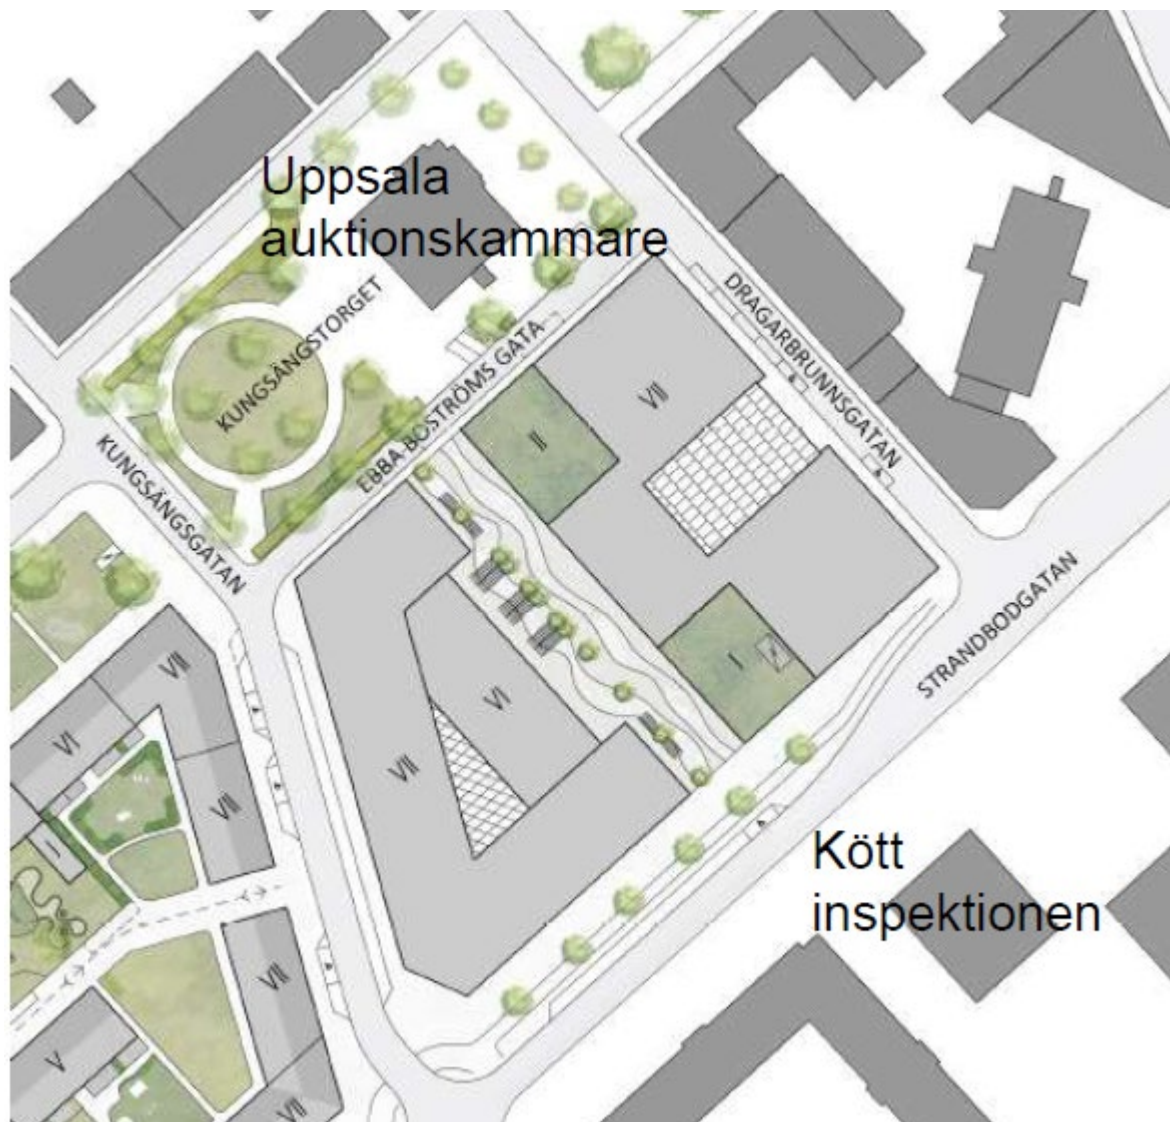 Uppsala
auktionskammare
KUNGSÄNGSTORGET
DRAGARBRUNNSGATAN
EBBA BOSTRÖMS GATA
KUNGSÄNGSGATAN
VII
II
STRANDBODGATAN
I
VI
VII
VII
VI
VII
Kött
inspektionen
VII
V
VII